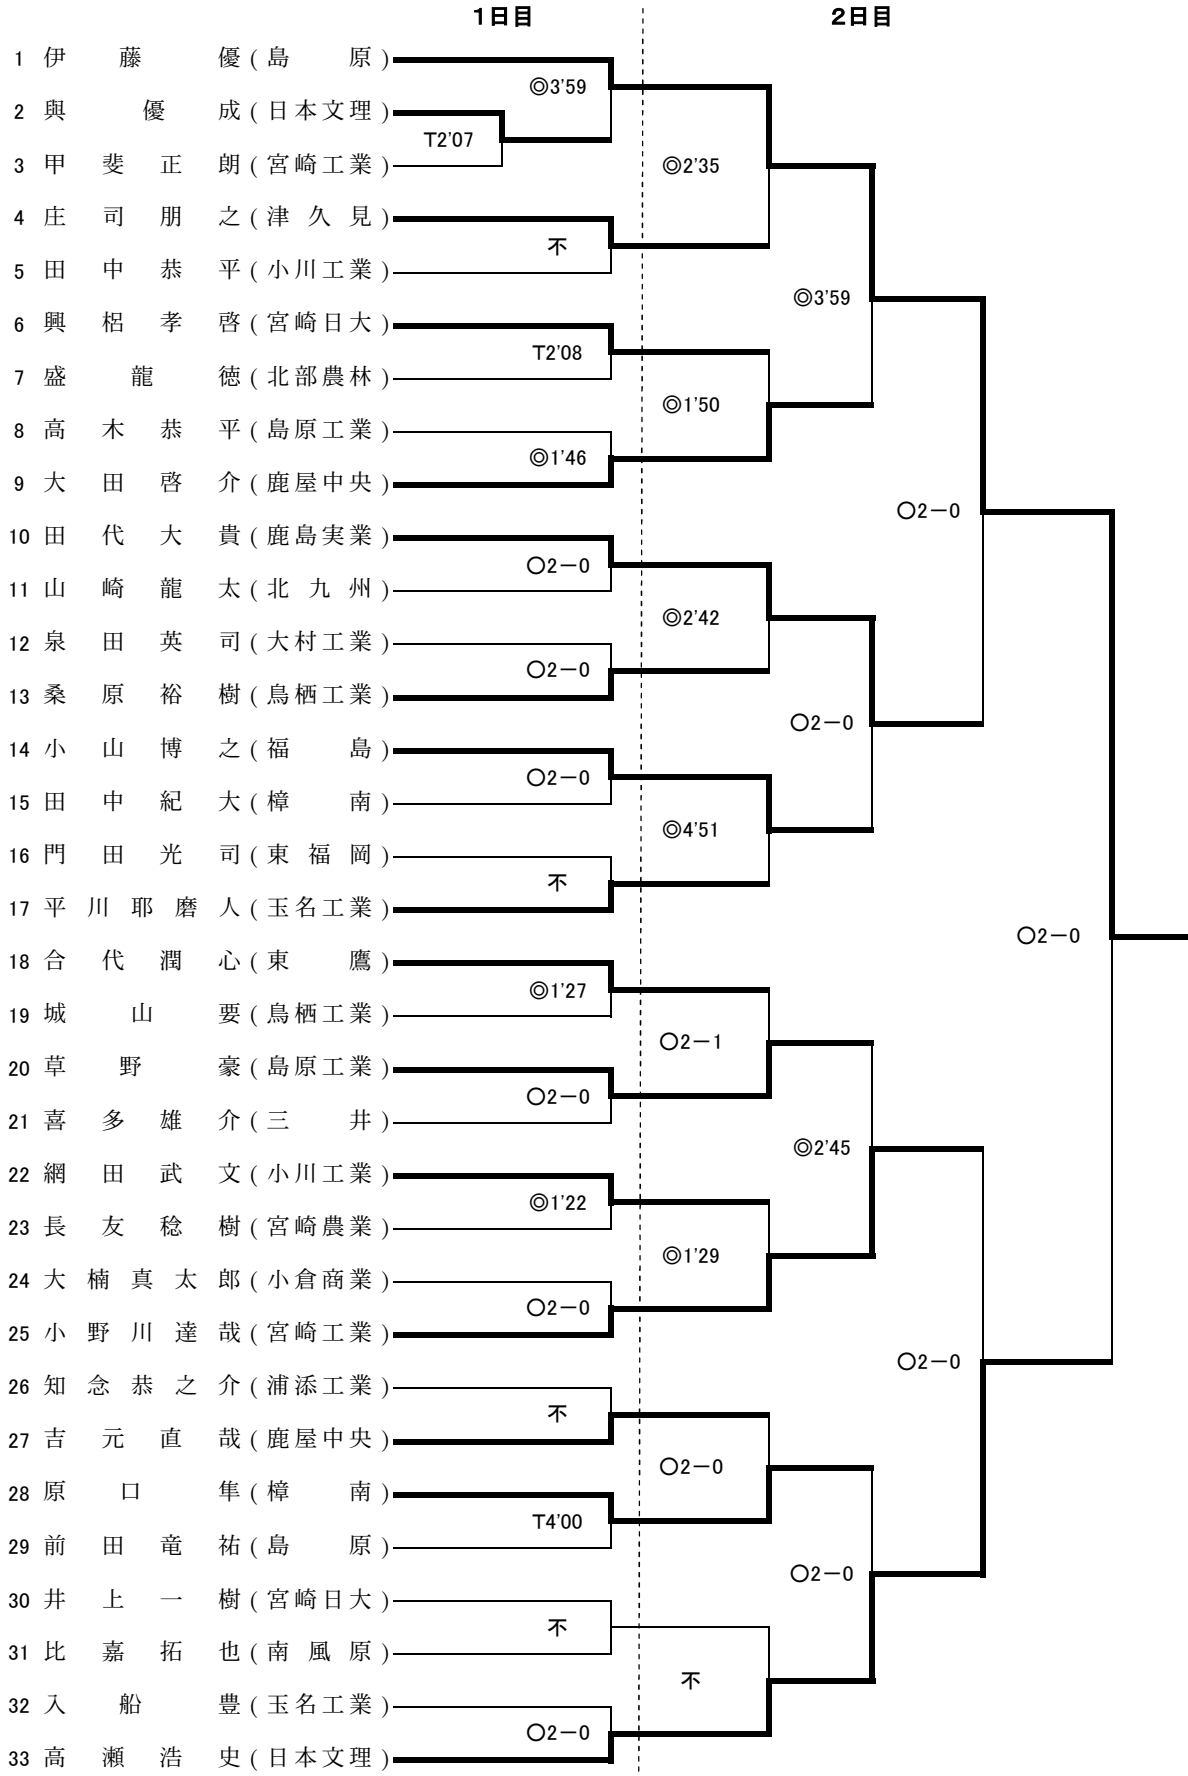 1日目 2日目
1 伊藤優(島原)
◎3'59
2 與優成(日本文理)
T2'07
3 甲斐正朗(宮崎工業)
◎2'35
4 庄司朋之(津久見)
不
5 田中恭平(小川工業)
◎3'59
6 興梠孝啓(宮崎日大)
T2'08
7 盛龍徳(北部農林)
◎1'50
8 高木恭平(島原工業)
◎1'46
9 大田啓介(鹿屋中央)
○2-0
10 田代大貴(鹿島実業)
○2-0
11 山崎龍太(北九州)
◎2'42
12 泉田英司(大村工業)
○2-0
13 桑原裕樹(鳥栖工業)
○2-0
14 小山博之(福島)
○2-0
15 田中紀大(樟南)
◎4'51
16 門田光司(東福岡)
不
17 平川耶磨人(玉名工業)
○2-0
18 合代潤心(東鷹)
◎1'27
19 城山要(鳥栖工業)
○2-1
20 草野豪(島原工業)
○2-0
21 喜多雄介(三井)
◎2'45
22 網田武文(小川工業)
◎1'22
23 長友稔樹(宮崎農業)
◎1'29
24 大楠真太郎(小倉商業)
○2-0
25 小野川達哉(宮崎工業)
○2-0
26 知念恭之介(浦添工業)
不
27 吉元直哉(鹿屋中央)
○2-0
28 原口隼(樟南)
T4'00
29 前田竜祐(島原)
○2-0
30 井上一樹(宮崎日大)
不
31 比嘉拓也(南風原)
不
32 入船豊(玉名工業)
○2-0
33 高瀬浩史(日本文理)